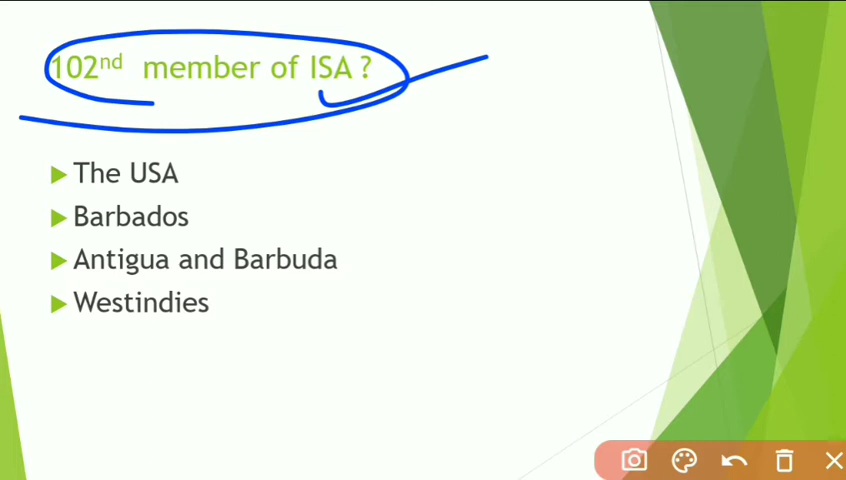 102nd member of ISA ?
The USA
Barbados
Antigua and Barbuda
Westindies